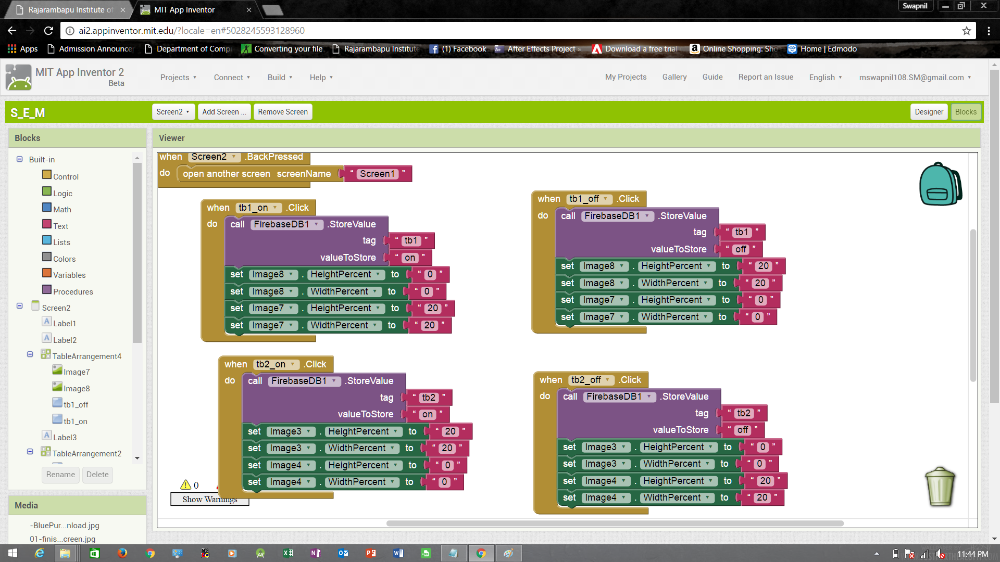 Rajarambapu Institute of
MIT App Inventor
Swapnil
ai2.appinventor.mit.edu/?locale=en#5028245593128960
Apps
Admission Announcer
Department of Compu
Converting your file
Rajarambapu Institute
(1) Facebook
After Effects Project »
Download a free trial
Online Shopping: Sho
Home | Edmodo
MIT App Inventor 2
Beta
Projects
Connect
Build
Help
My Projects
Gallery
Guide
Report an Issue
English
mswapnil108.SM@gmail.com
S_E_M
Screen2
Add Screen ...
Remove Screen
Designer
Blocks
Blocks
Built-in
Control
Logic
Math
Text
Lists
Colors
Variables
Procedures
Screen2
Label1
Label2
TableArrangement4
Image7
Image8
tb1_off
tb1_on
Label3
TableArrangement2
Rename
Delete
Media
-BluePur...nload.jpg
01-finis...creen.jpg
Viewer
when Screen2 .BackPressed
do open another screen screenName " Screen1 "
when tb1_on .Click
do call FirebaseDB1 .StoreValue
tag " tb1 "
valueToStore " on "
set Image8 . HeightPercent to " 0 "
set Image8 . WidthPercent to " 0 "
set Image7 . HeightPercent to " 20 "
set Image7 . WidthPercent to " 20 "
when tb1_off .Click
do call FirebaseDB1 .StoreValue
tag " tb1 "
valueToStore " off "
set Image8 . HeightPercent to " 20 "
set Image8 . WidthPercent to " 20 "
set Image7 . HeightPercent to " 0 "
set Image7 . WidthPercent to " 0 "
when tb2_on .Click
do call FirebaseDB1 .StoreValue
tag " tb2 "
valueToStore " on "
set Image3 . HeightPercent to " 20 "
set Image3 . WidthPercent to " 20 "
set Image4 . HeightPercent to " 0 "
set Image4 . WidthPercent to " 0 "
when tb2_off .Click
do call FirebaseDB1 .StoreValue
tag " tb2 "
valueToStore " off "
set Image3 . HeightPercent to " 0 "
set Image3 . WidthPercent to " 0 "
set Image4 . HeightPercent to " 20 "
set Image4 . WidthPercent to " 20 "
0
Show Warnings
11:44 PM